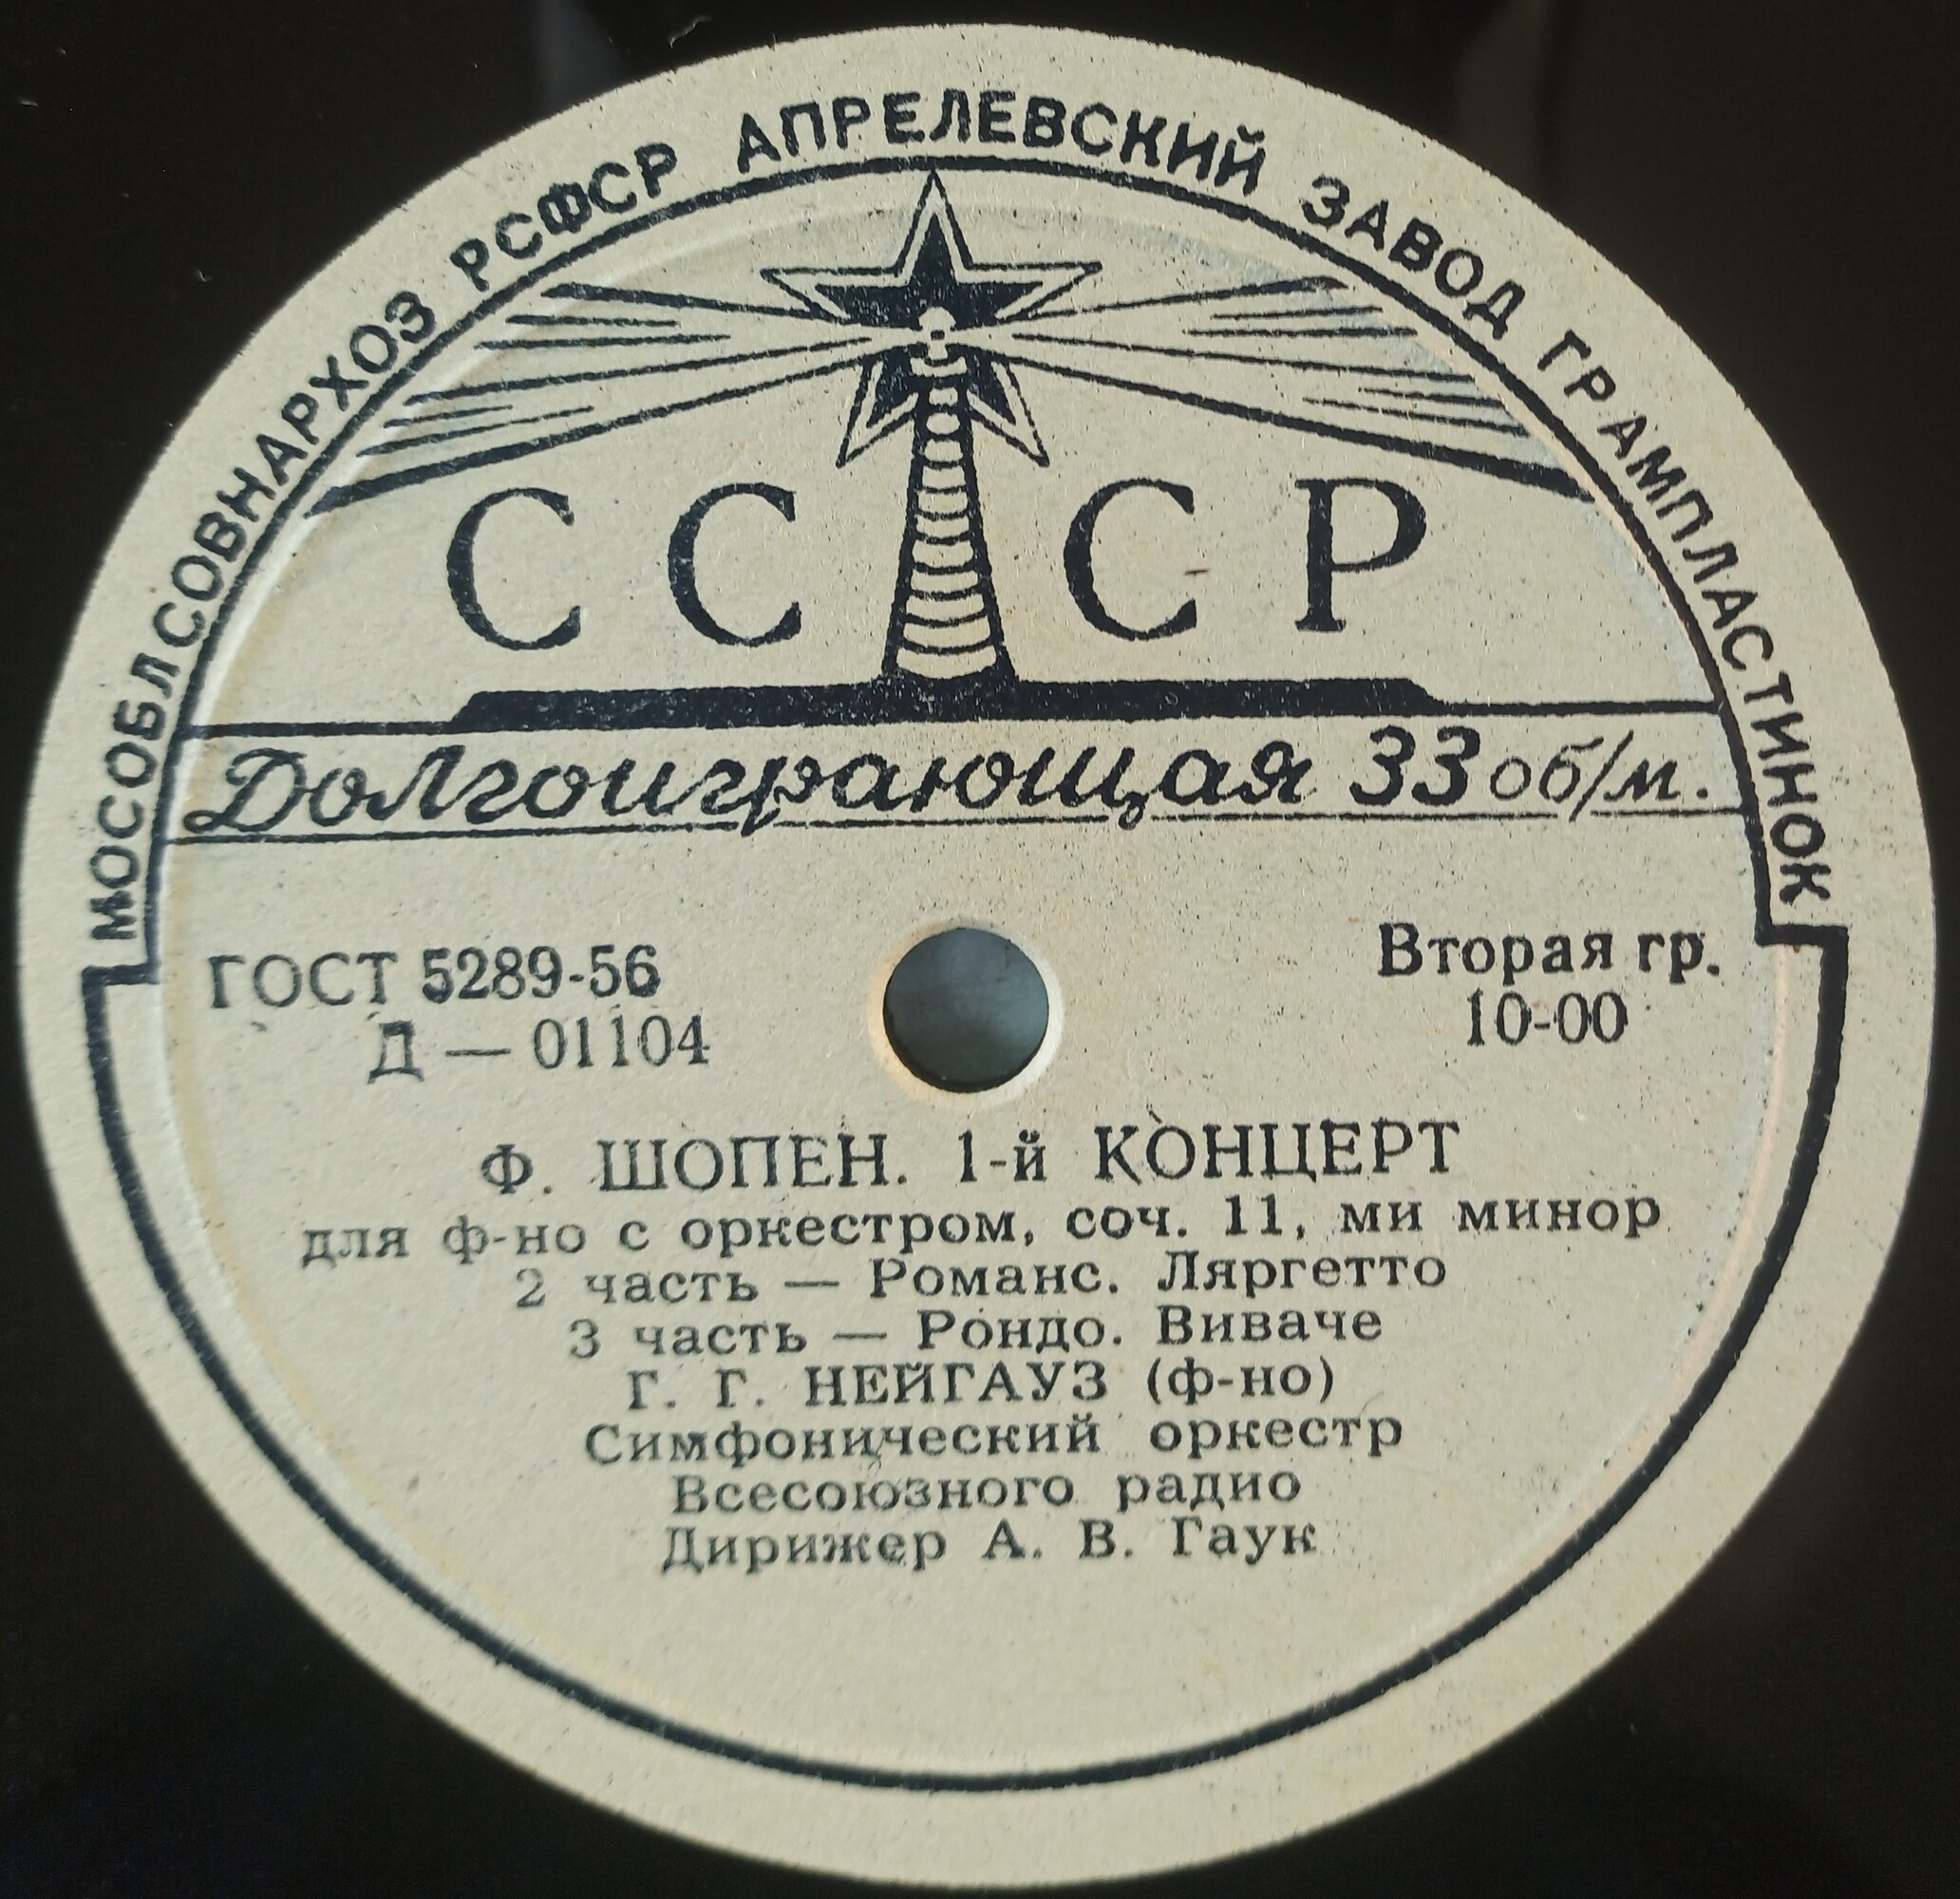 МОСОБЛСОВНАРХОЗ РСФСР АПРЕЛЕВСКИЙ ЗАВОД ГРАМПЛАСТИНОК
СССР
Долгоиграющая 33 об/м.
ГОСТ 5289-56
Д — 01104
Вторая гр.
10-00
Ф. ШОПЕН. 1-й КОНЦЕРТ
для ф-но с оркестром, соч. 11, ми минор
2 часть — Романс. Ляргетто
3 часть — Рондо. Виваче
Г. Г. НЕЙГАУЗ (ф-но)
Симфонический оркестр
Всесоюзного радио
Дирижер А. В. Гаук